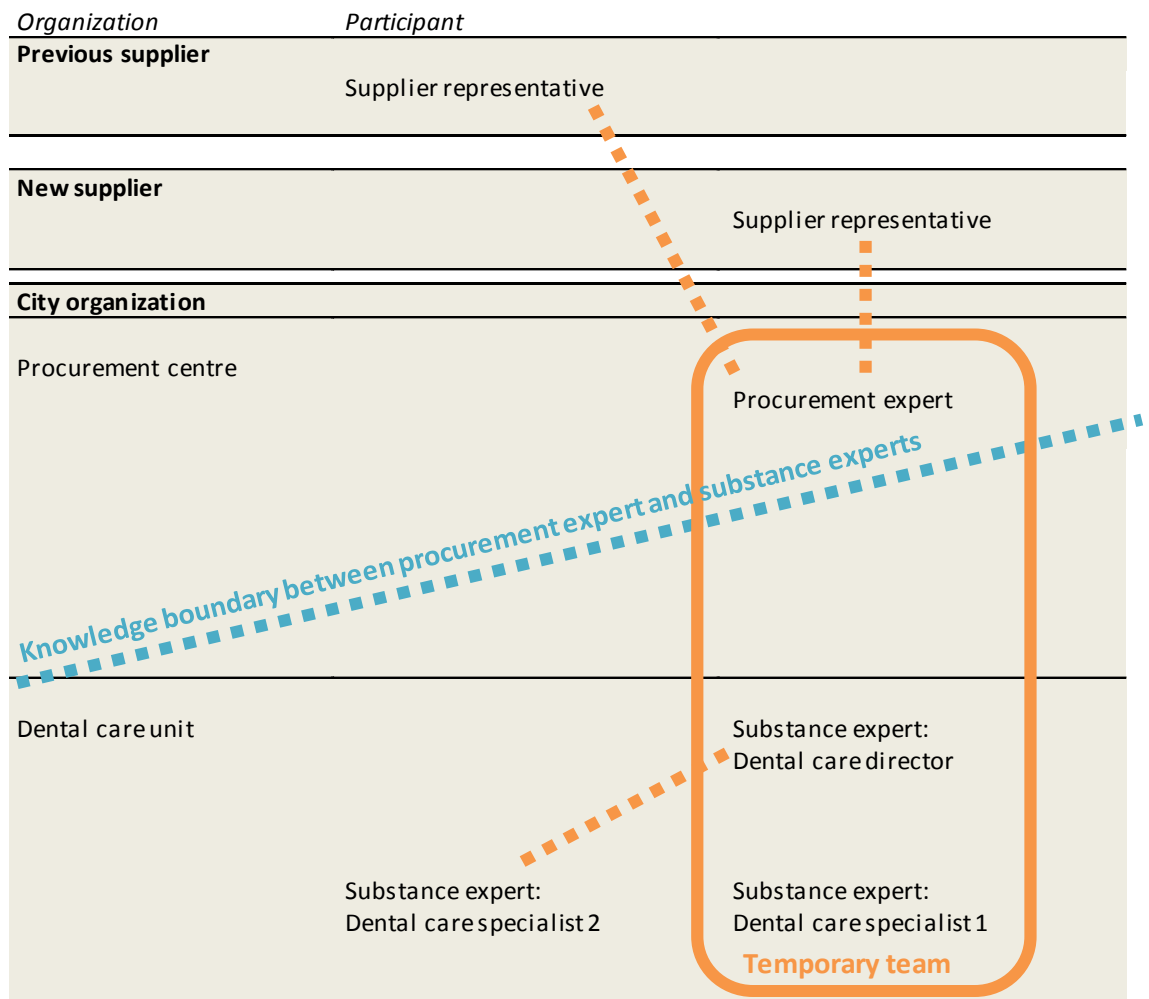 Organization Participant
Previous supplier
Supplier representative
New supplier
Supplier representative
City organization
Procurement centre
Procurement expert
Knowledge boundary between procurement expert and substance experts
Dental care unit
Substance expert:
Dental care director
Substance expert:
Dental care specialist 2
Substance expert:
Dental care specialist 1
Temporary team